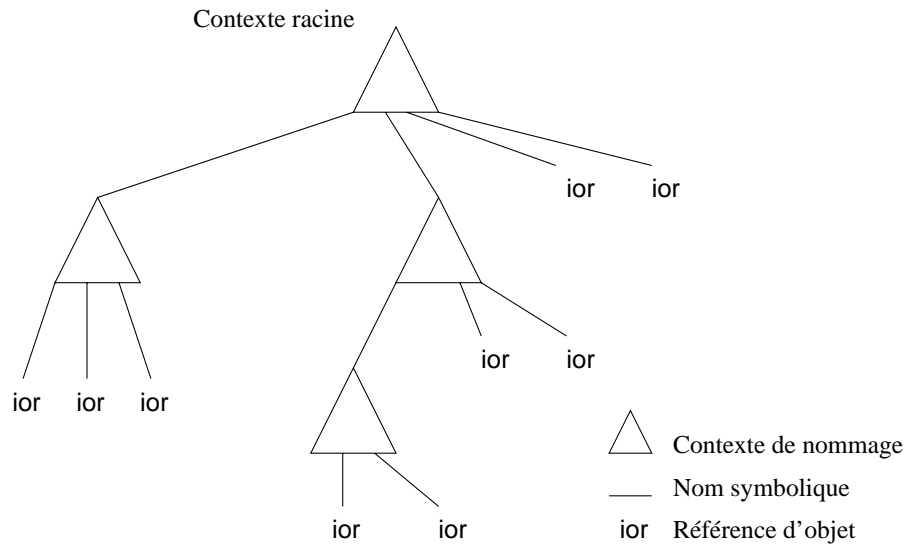 Contexte racine
ior ior
ior ior
ior ior ior
ior ior
Contexte de nommage
Nom symbolique
ior Référence d'objet